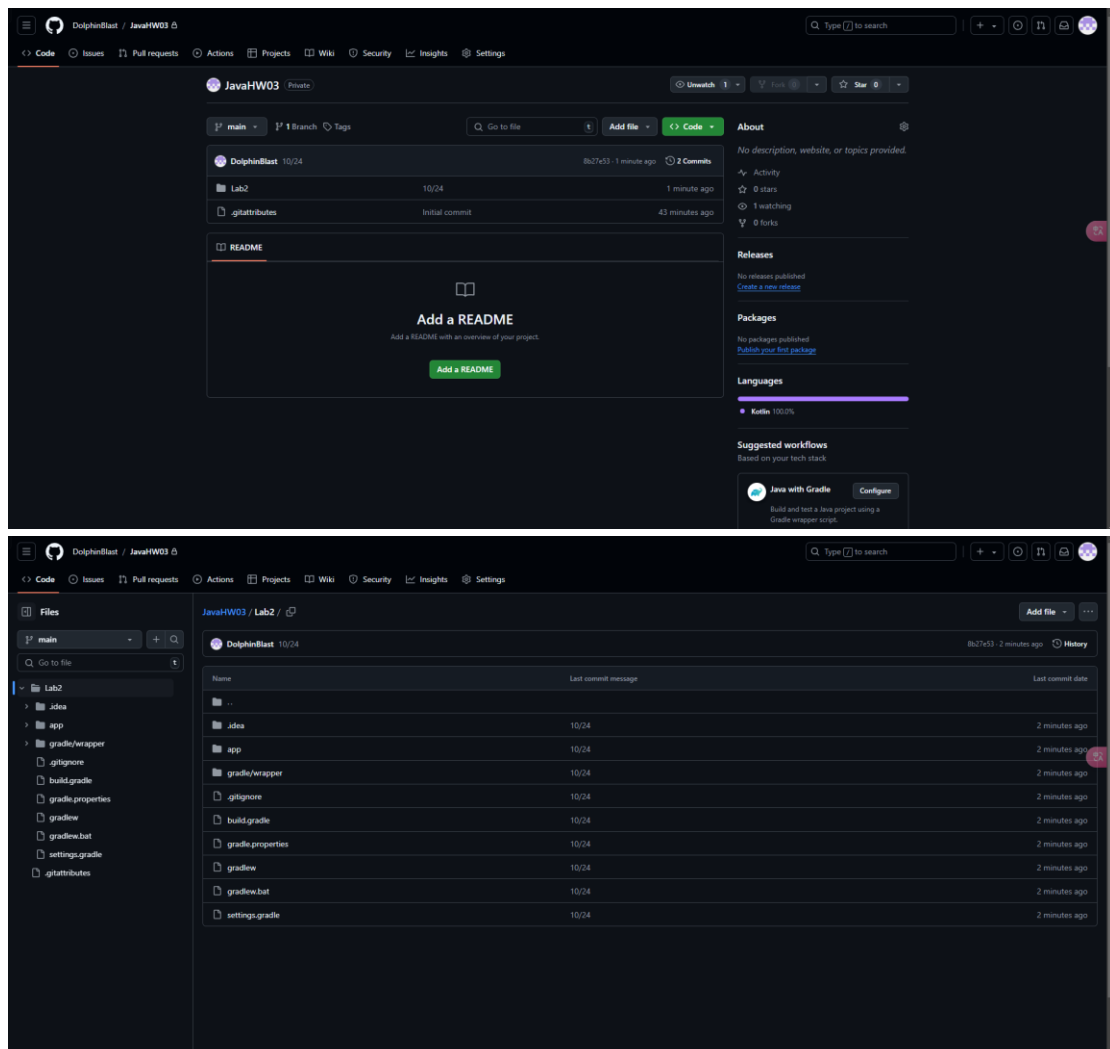 DolphinBlast / JavaHW03
Type / to search
Code Issues Pull requests Actions Projects Wiki Security Insights Settings
JavaHW03 Private
Unwatch 1 Fork 0 Star 0
main 1 Branch Tags Go to file t Add file Code
DolphinBlast 10/24 8b27e53 · 1 minute ago 2 Commits
Lab2 10/24 1 minute ago
.gitattributes Initial commit 43 minutes ago
README
Add a README
Add a README with an overview of your project.
Add a README
About
No description, website, or topics provided.
Activity
0 stars
1 watching
0 forks
Releases
No releases published
Create a new release
Packages
No packages published
Publish your first package
Languages
Kotlin 100.0%
Suggested workflows
Based on your tech stack
Java with Gradle Configure
Build and test a Java project using a
Gradle wrapper script.
DolphinBlast / JavaHW03
Type / to search
Code Issues Pull requests Actions Projects Wiki Security Insights Settings
Files
main
Go to file t
Lab2
.idea
app
gradle/wrapper
.gitignore
build.gradle
gradle.properties
gradlew
gradlew.bat
settings.gradle
.gitattributes
JavaHW03 / Lab2 /
Add file
DolphinBlast 10/24 8b27e53 · 2 minutes ago History
Name Last commit message Last commit date
..
.idea 10/24 2 minutes ago
app 10/24 2 minutes ago
gradle/wrapper 10/24 2 minutes ago
.gitignore 10/24 2 minutes ago
build.gradle 10/24 2 minutes ago
gradle.properties 10/24 2 minutes ago
gradlew 10/24 2 minutes ago
gradlew.bat 10/24 2 minutes ago
settings.gradle 10/24 2 minutes ago